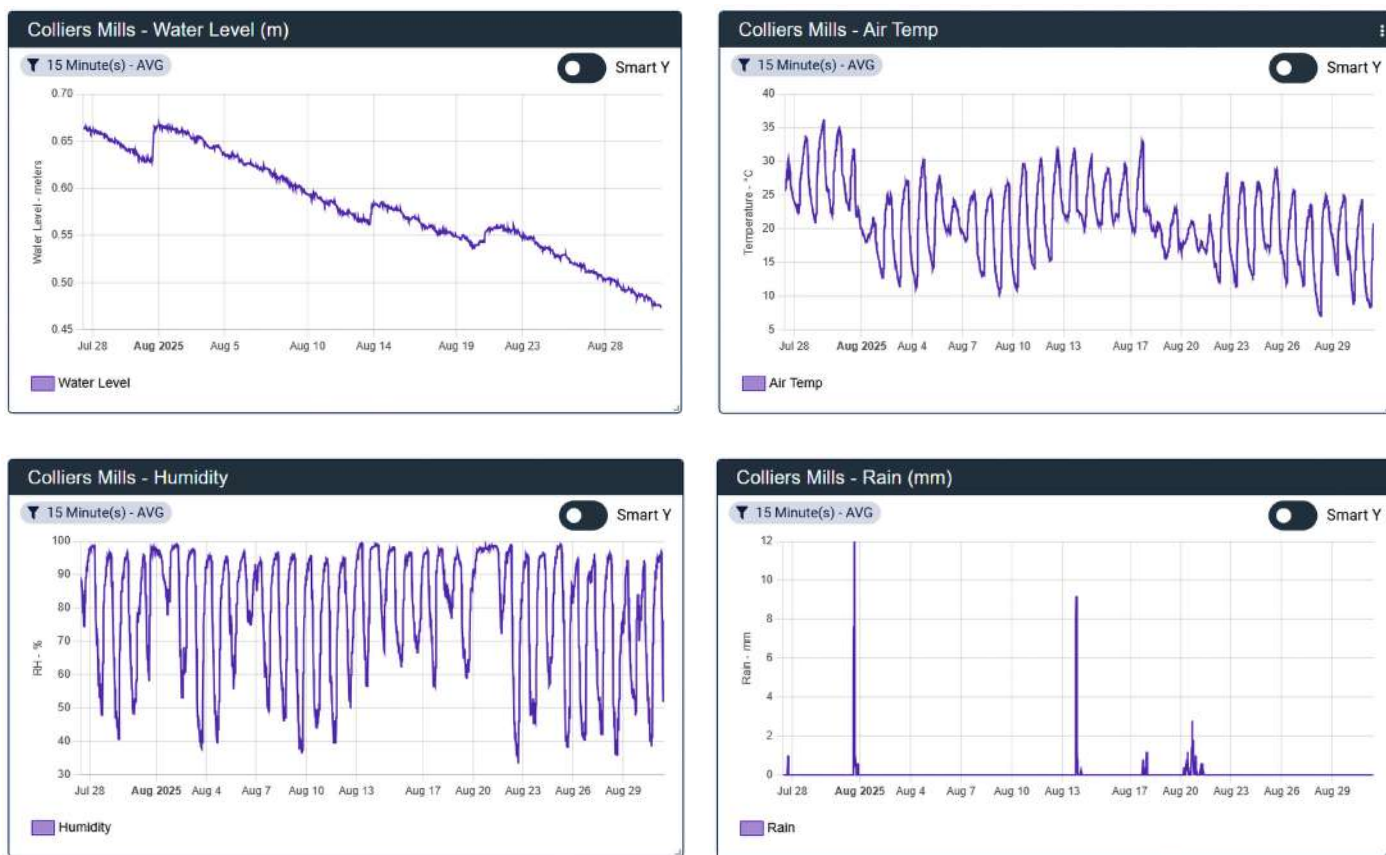 Colliers Mills - Water Level (m)
15 Minute(s) - AVG
Smart Y
0.70
0.65
0.60
0.55
0.50
0.45
Water Level - meters
Jul 28 Aug 2025 Aug 5 Aug 10 Aug 14 Aug 19 Aug 23 Aug 28
Water Level
Colliers Mills - Air Temp
15 Minute(s) - AVG
Smart Y
40
35
30
25
20
15
10
5
Temperature - °C
Jul 28 Aug 2025 Aug 4 Aug 7 Aug 10 Aug 13 Aug 17 Aug 20 Aug 23 Aug 26 Aug 29
Air Temp
Colliers Mills - Humidity
15 Minute(s) - AVG
Smart Y
100
90
80
70
60
50
40
30
RH - %
Jul 28 Aug 2025 Aug 4 Aug 7 Aug 10 Aug 13 Aug 17 Aug 20 Aug 23 Aug 26 Aug 29
Humidity
Colliers Mills - Rain (mm)
15 Minute(s) - AVG
Smart Y
12
10
8
6
4
2
0
Rain - mm
Jul 28 Aug 2025 Aug 4 Aug 7 Aug 10 Aug 13 Aug 17 Aug 20 Aug 23 Aug 26 Aug 29
Rain